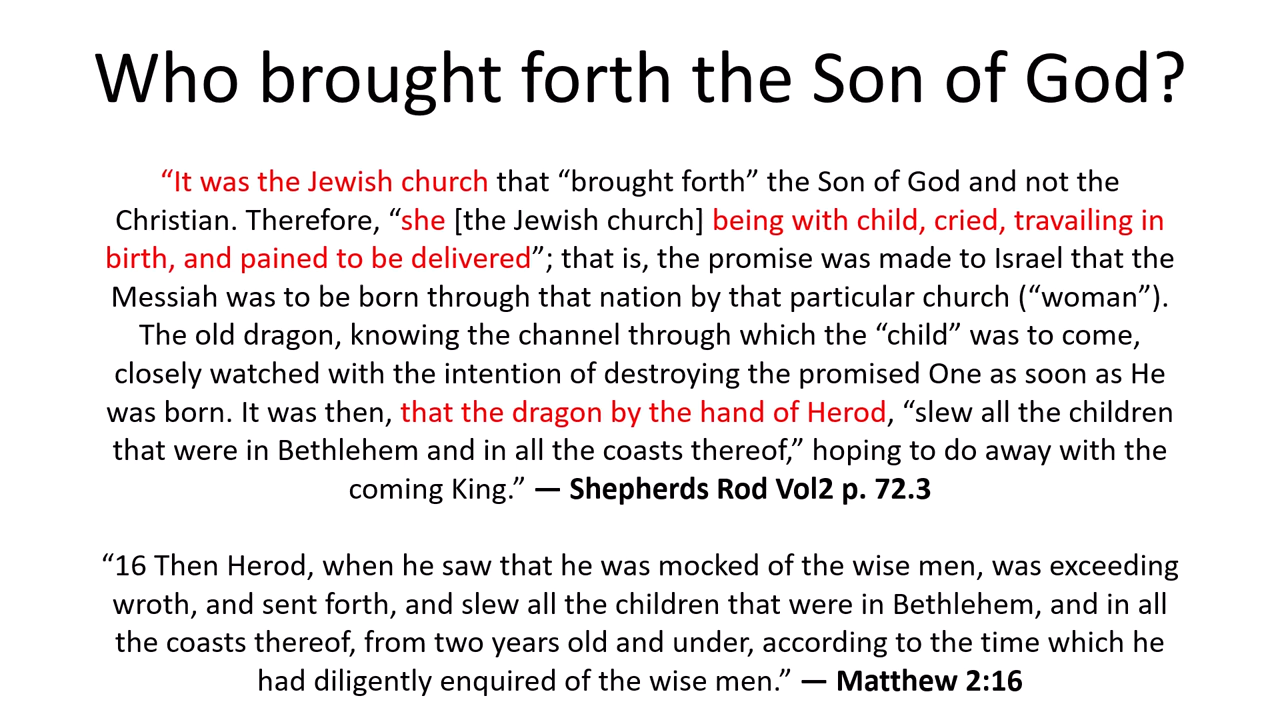 Who brought forth the Son of God?
“It was the Jewish church that “brought forth” the Son of God and not the
Christian. Therefore, “she [the Jewish church] being with child, cried, travailing in
birth, and pained to be delivered”; that is, the promise was made to Israel that the
Messiah was to be born through that nation by that particular church (“woman”).
The old dragon, knowing the channel through which the “child” was to come,
closely watched with the intention of destroying the promised One as soon as He
was born. It was then, that the dragon by the hand of Herod, “slew all the children
that were in Bethlehem and in all the coasts thereof,” hoping to do away with the
coming King.” — Shepherds Rod Vol2 p. 72.3
“16 Then Herod, when he saw that he was mocked of the wise men, was exceeding
wroth, and sent forth, and slew all the children that were in Bethlehem, and in all
the coasts thereof, from two years old and under, according to the time which he
had diligently enquired of the wise men.” — Matthew 2:16